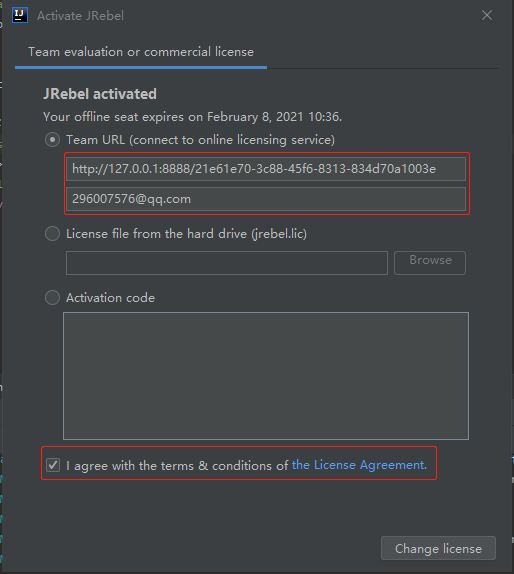 Activate JRebel
Team evaluation or commercial license
JRebel activated
Your offline seat expires on February 8, 2021 10:36.
Team URL (connect to online licensing service)
http://127.0.0.1:8888/21e61e70-3c88-45f6-8313-834d70a1003e
296007576@qq.com
License file from the hard drive (jrebel.lic)
Browse
Activation code
I agree with the terms & conditions of the License Agreement.
Change license